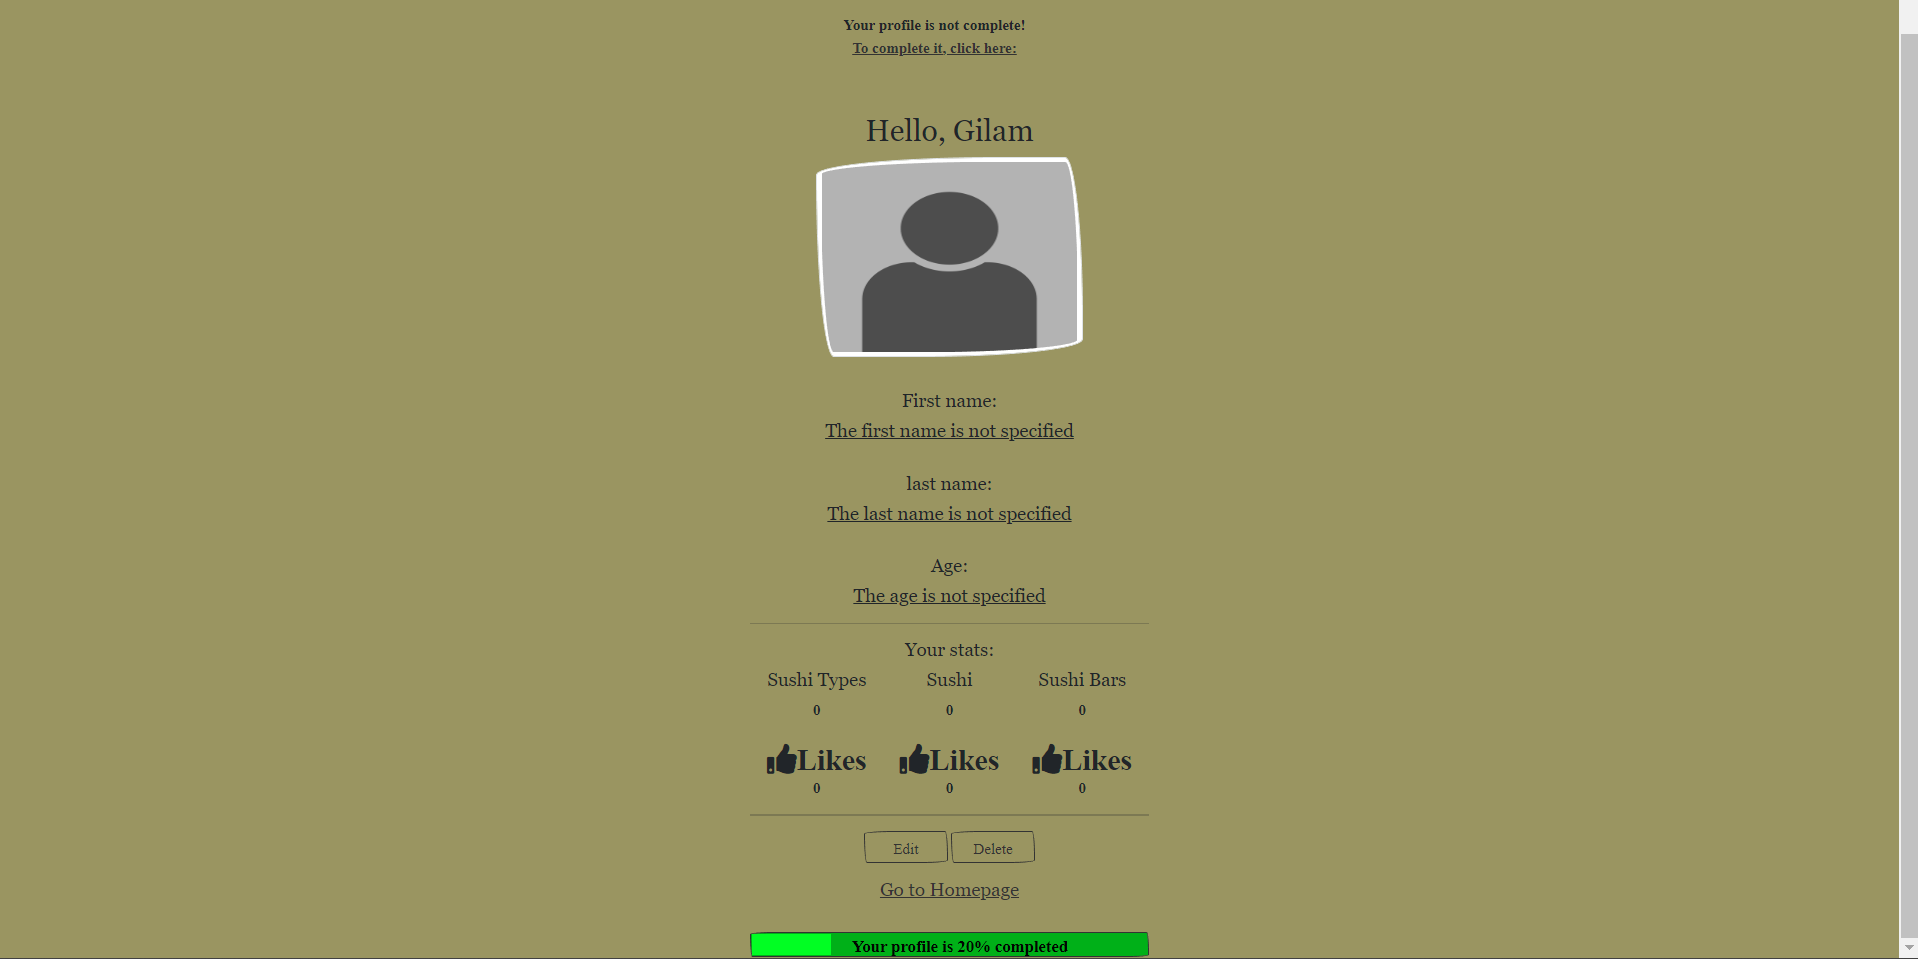 Your profile is not complete!
To complete it, click here:
Hello, Gilam
First name:
The first name is not specified
last name:
The last name is not specified
Age:
The age is not specified
Your stats:
Sushi Types Sushi Sushi Bars
0 0 0
Likes Likes Likes
0 0 0
Edit Delete
Go to Homepage
Your profile is 20% completed